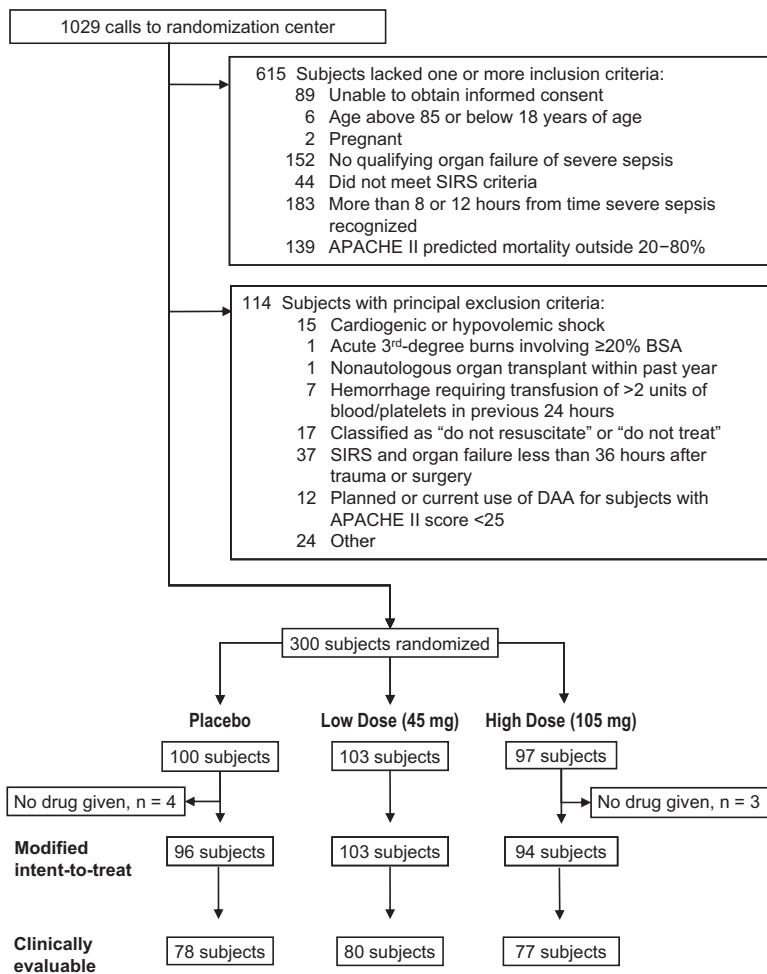 1029 calls to randomization center
615 Subjects lacked one or more inclusion criteria:
89 Unable to obtain informed consent
6 Age above 85 or below 18 years of age
2 Pregnant
152 No qualifying organ failure of severe sepsis
44 Did not meet SIRS criteria
183 More than 8 or 12 hours from time severe sepsis
recognized
139 APACHE II predicted mortality outside 20−80%
114 Subjects with principal exclusion criteria:
15 Cardiogenic or hypovolemic shock
1 Acute 3rd-degree burns involving ≥20% BSA
1 Nonautologous organ transplant within past year
7 Hemorrhage requiring transfusion of >2 units of
blood/platelets in previous 24 hours
17 Classified as “do not resuscitate” or “do not treat”
37 SIRS and organ failure less than 36 hours after
trauma or surgery
12 Planned or current use of DAA for subjects with
APACHE II score <25
24 Other
300 subjects randomized
Placebo Low Dose (45 mg) High Dose (105 mg)
100 subjects 103 subjects 97 subjects
No drug given, n = 4 No drug given, n = 3
Modified
intent-to-treat
96 subjects 103 subjects 94 subjects
Clinically
evaluable
78 subjects 80 subjects 77 subjects